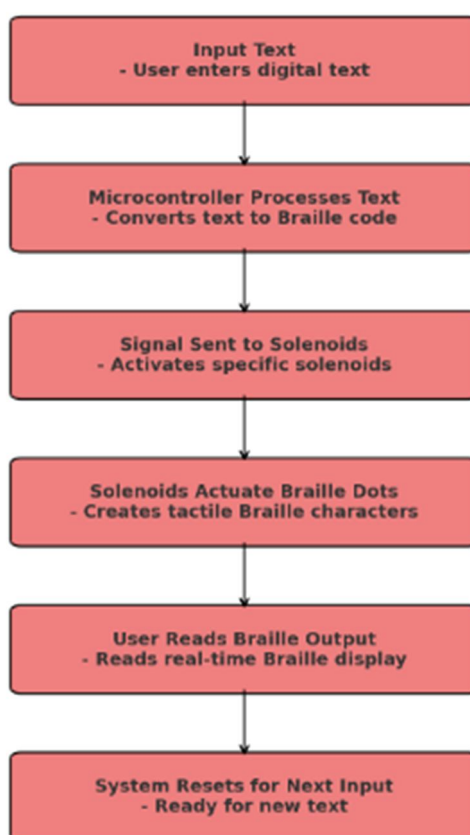 Input Text
- User enters digital text
Microcontroller Processes Text
- Converts text to Braille code
Signal Sent to Solenoids
- Activates specific solenoids
Solenoids Actuate Braille Dots
- Creates tactile Braille characters
User Reads Braille Output
- Reads real-time Braille display
System Resets for Next Input
- Ready for new text